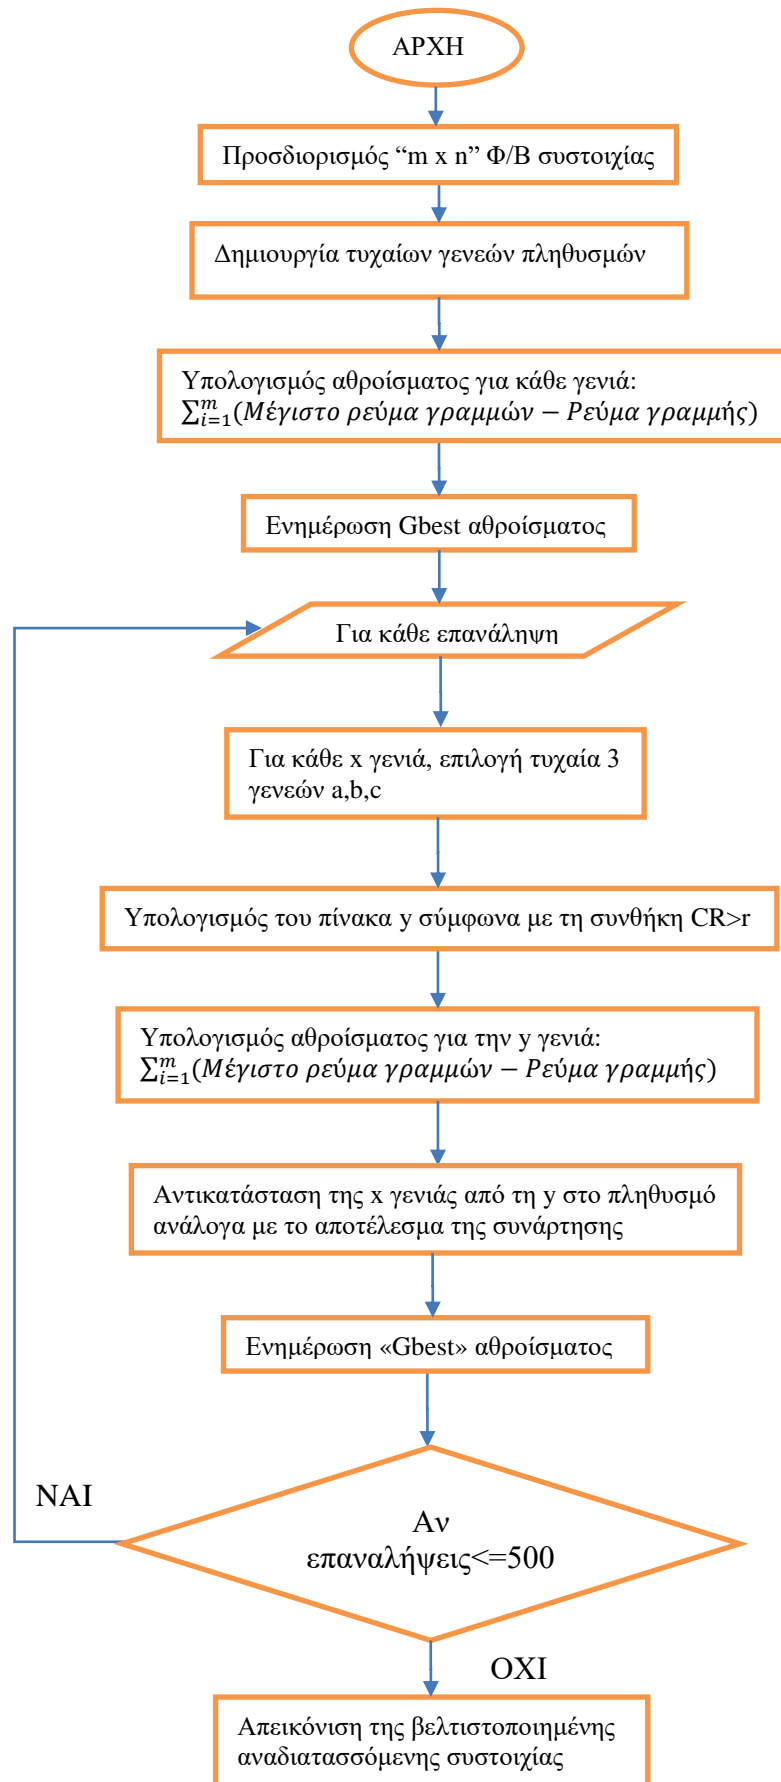 ΑΡΧΗ
Προσδιορισμός “m x n” Φ/Β συστοιχίας
Δημιουργία τυχαίων γενεών πληθυσμών
Υπολογισμός αθροίσματος για κάθε γενιά:
∑ᵢ₌₁ᵐ(Μέγιστο ρεύμα γραμμών − Ρεύμα γραμμής)
Ενημέρωση Gbest αθροίσματος
Για κάθε επανάληψη
Για κάθε x γενιά, επιλογή τυχαία 3
γενεών a,b,c
Υπολογισμός του πίνακα y σύμφωνα με τη συνθήκη CR>r
Υπολογισμός αθροίσματος για την y γενιά:
∑ᵢ₌₁ᵐ(Μέγιστο ρεύμα γραμμών − Ρεύμα γραμμής)
Αντικατάσταση της x γενιάς από τη y στο πληθυσμό
ανάλογα με το αποτέλεσμα της συνάρτησης
Ενημέρωση «Gbest» αθροίσματος
ΝΑΙ
Αν
επαναλήψεις<=500
ΟΧΙ
Απεικόνιση της βελτιστοποιημένης
αναδιατασσόμενης συστοιχίας